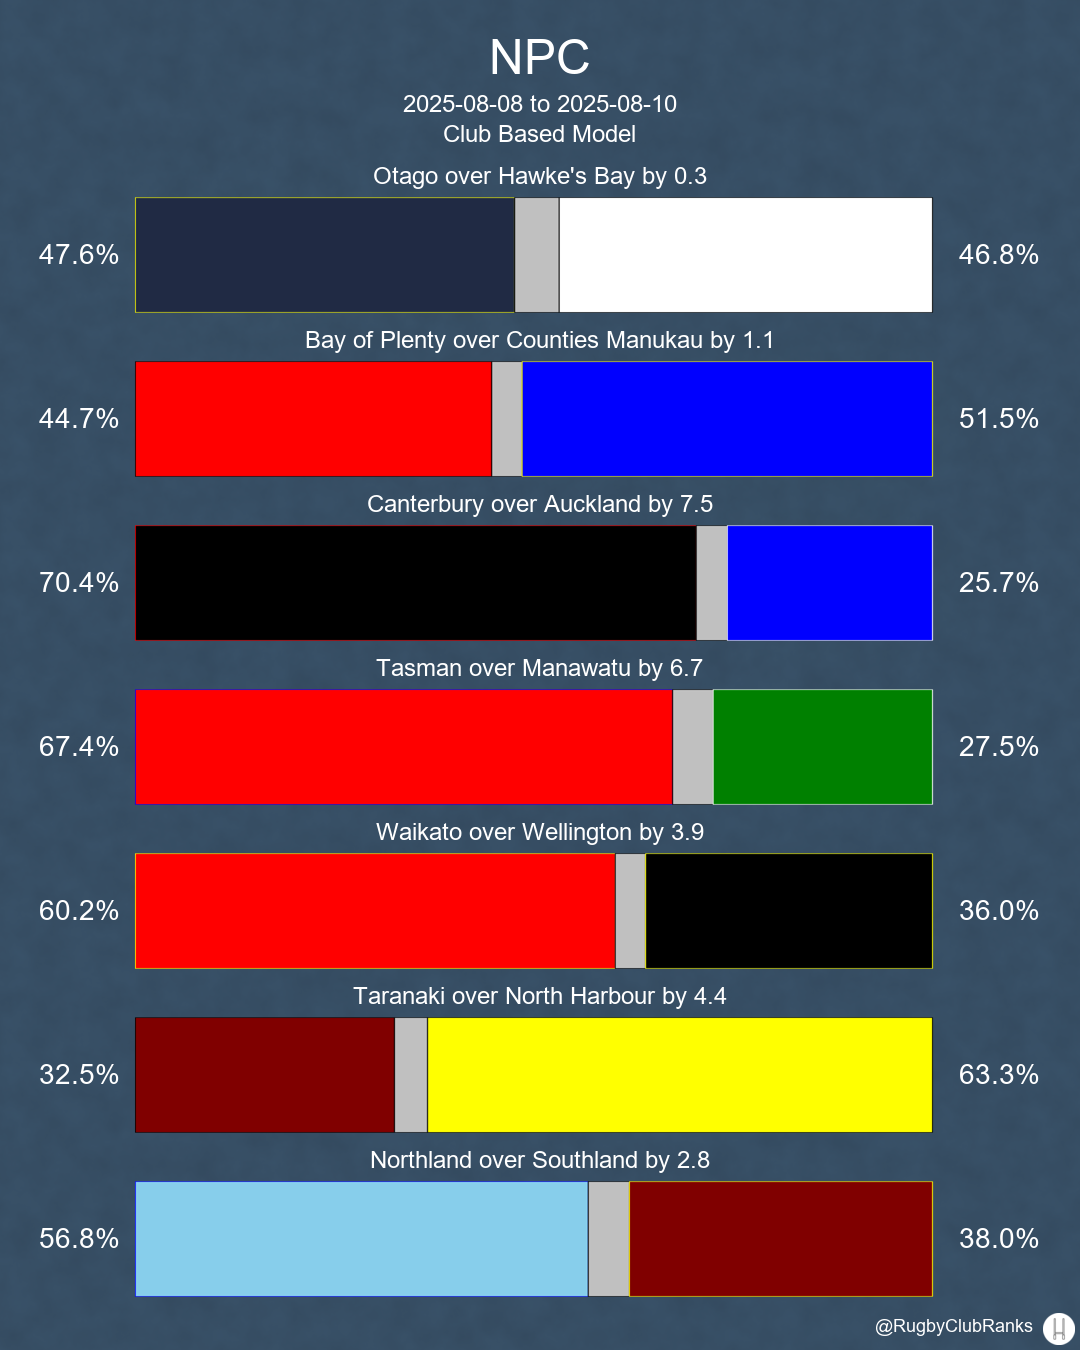 NPC
2025-08-08 to 2025-08-10
Club Based Model
Otago over Hawke's Bay by 0.3
47.6%
46.8%
Bay of Plenty over Counties Manukau by 1.1
44.7%
51.5%
Canterbury over Auckland by 7.5
70.4%
25.7%
Tasman over Manawatu by 6.7
67.4%
27.5%
Waikato over Wellington by 3.9
60.2%
36.0%
Taranaki over North Harbour by 4.4
32.5%
63.3%
Northland over Southland by 2.8
56.8%
38.0%
@RugbyClubRanks